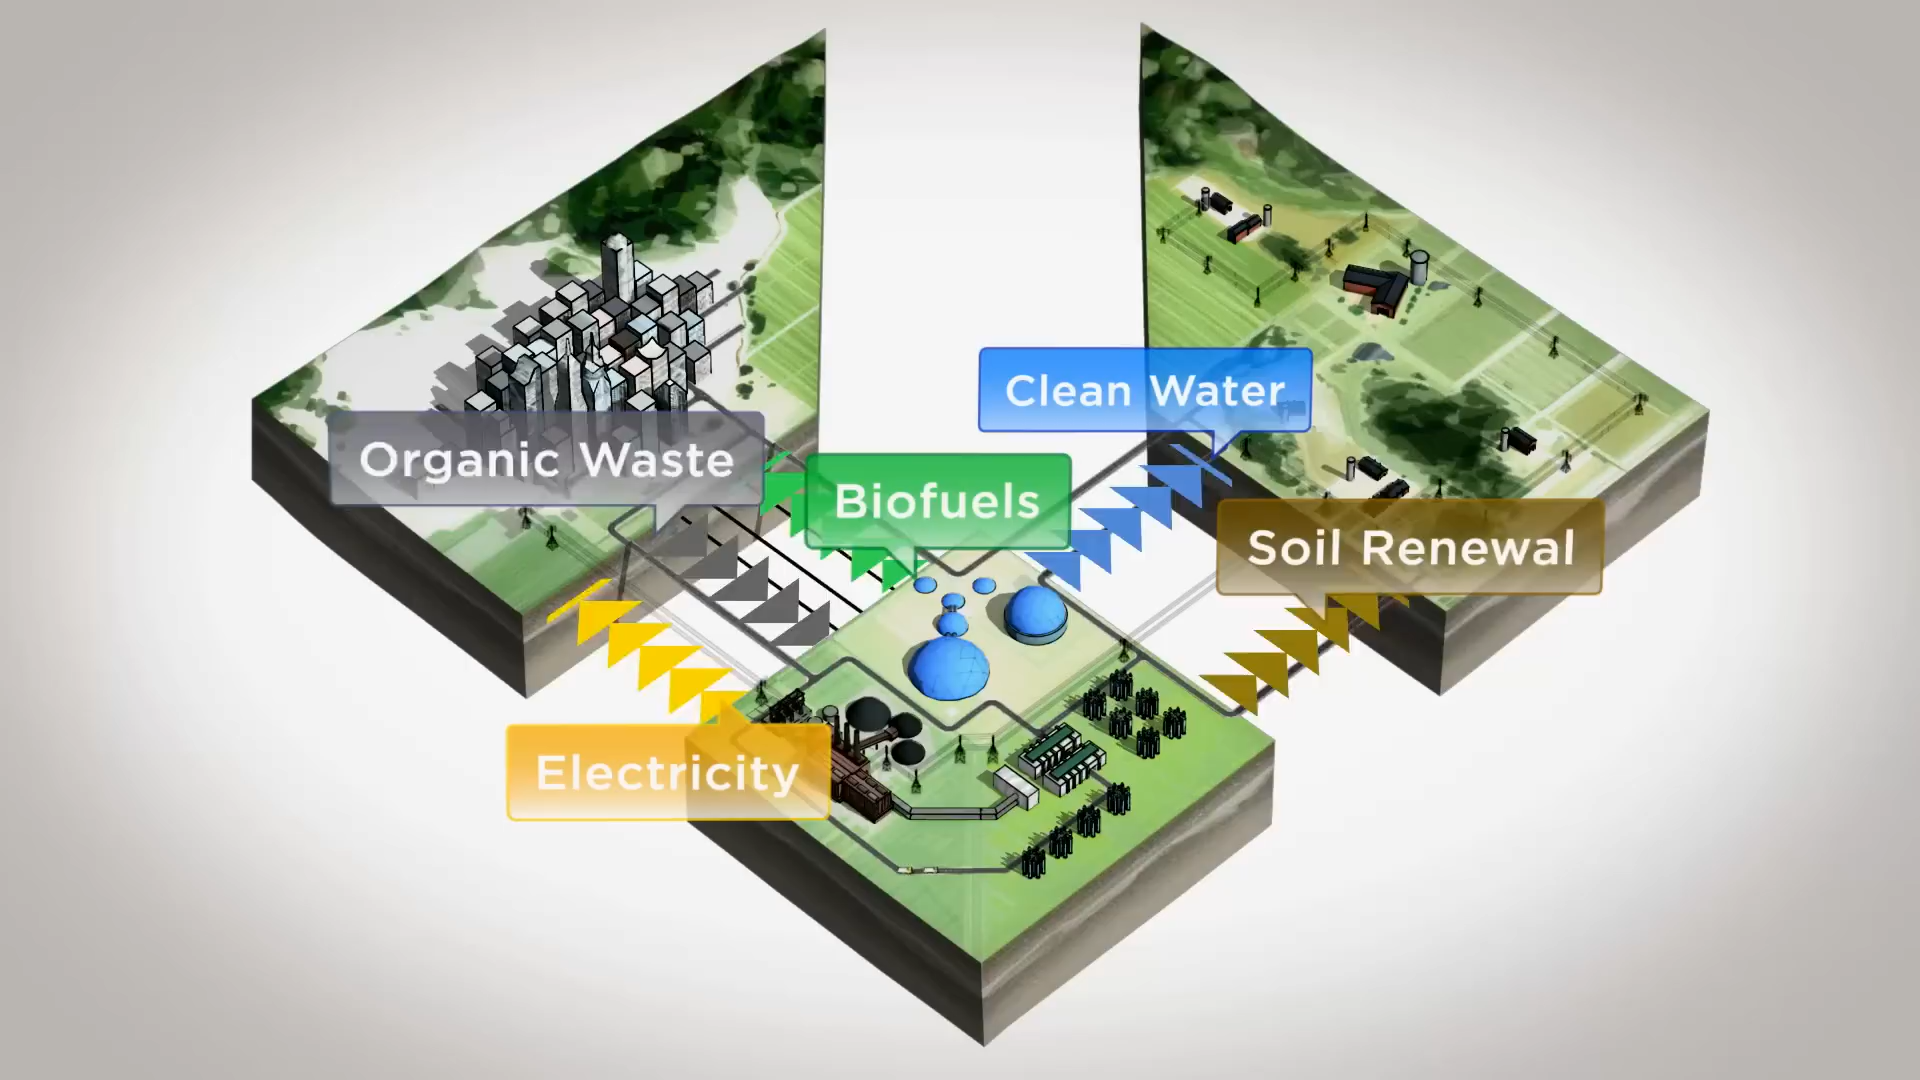 Clean Water
Organic Waste
Biofuels
Soil Renewal
Electricity